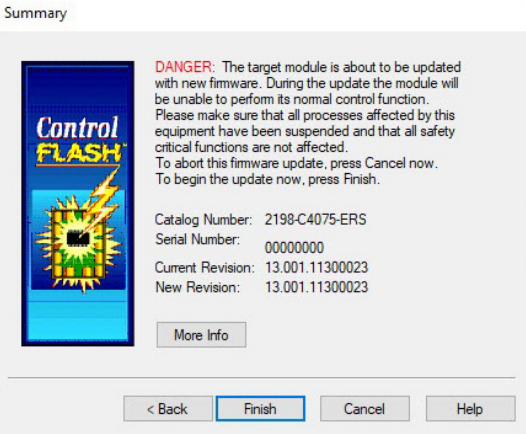 Summary
Control
FLASH
DANGER: The target module is about to be updated
with new firmware. During the update the module will
be unable to perform its normal control function.
Please make sure that all processes affected by this
equipment have been suspended and that all safety
critical functions are not affected.
To abort this firmware update, press Cancel now.
To begin the update now, press Finish.
Catalog Number: 2198-C4075-ERS
Serial Number: 00000000
Current Revision: 13.001.11300023
New Revision: 13.001.11300023
More Info
< Back Finish Cancel Help